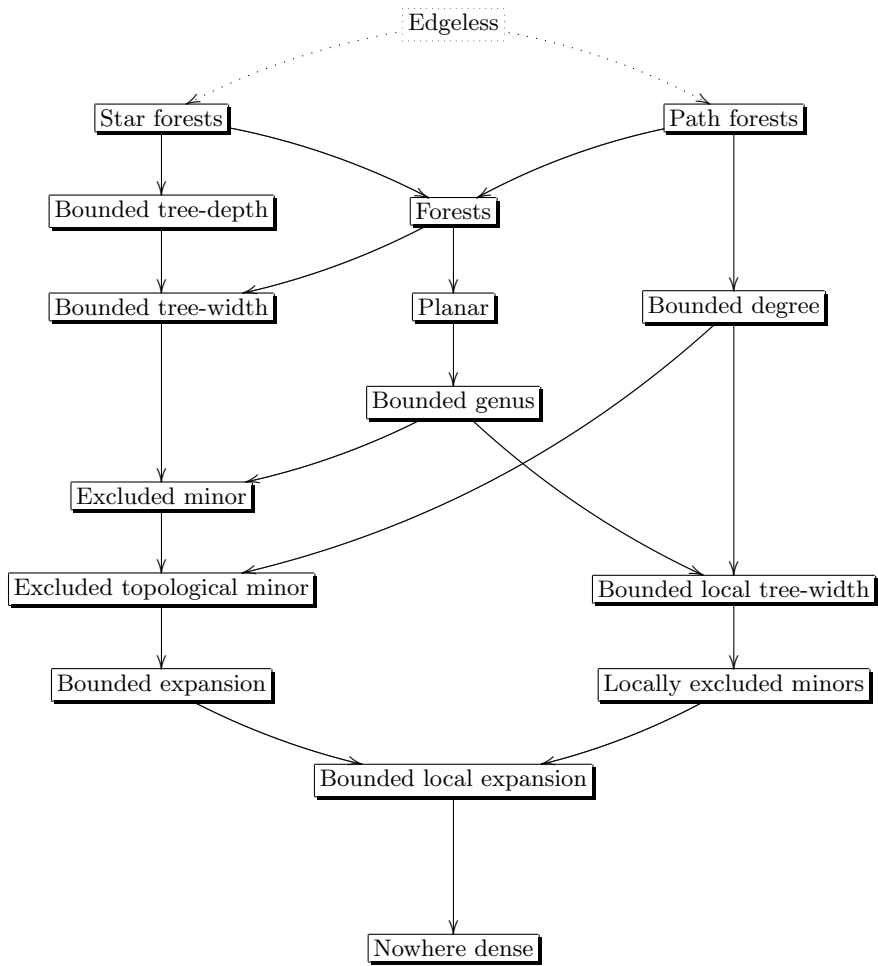 Edgeless
Star forests
Path forests
Bounded tree-depth
Forests
Bounded tree-width
Planar
Bounded degree
Bounded genus
Excluded minor
Excluded topological minor
Bounded local tree-width
Bounded expansion
Locally excluded minors
Bounded local expansion
Nowhere dense